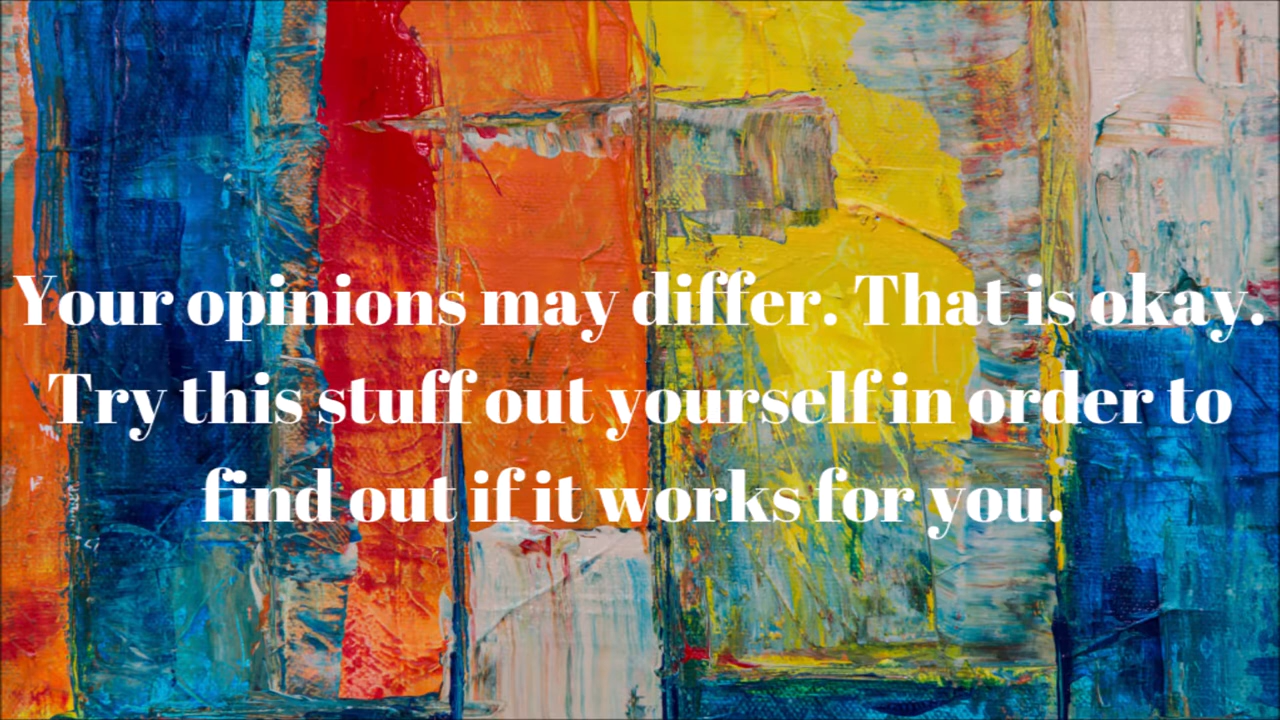 Your opinions may differ. That is okay.
Try this stuff out yourself in order to
find out if it works for you.